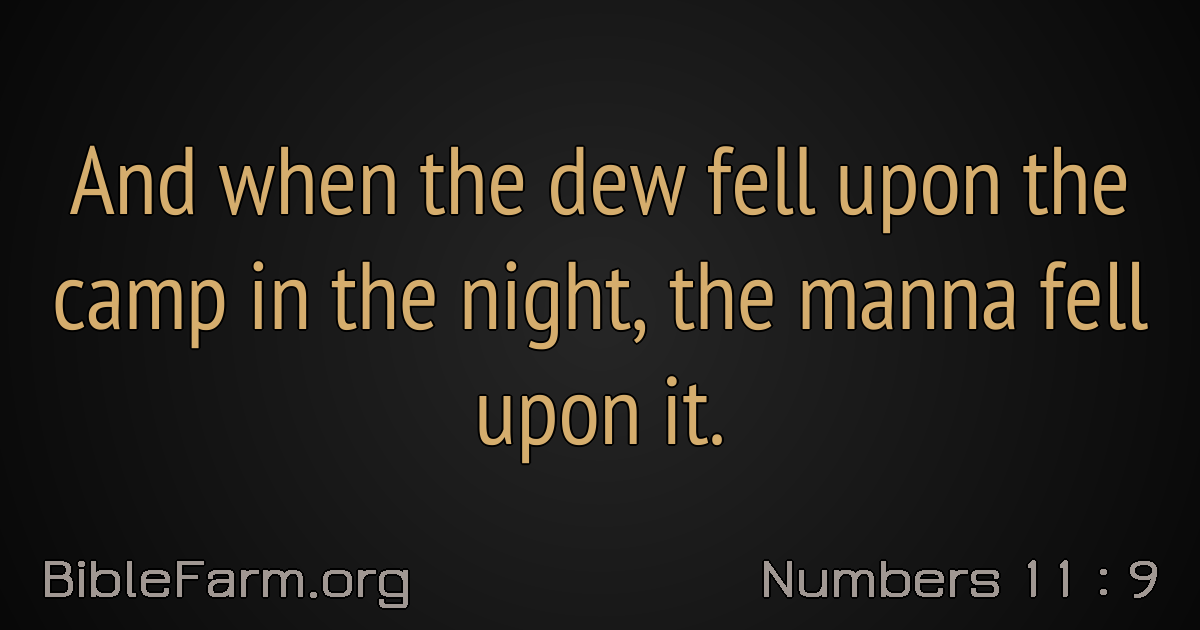 And when the dew fell upon the
camp in the night, the manna fell
upon it.
BibleFarm.org
Numbers 11 : 9